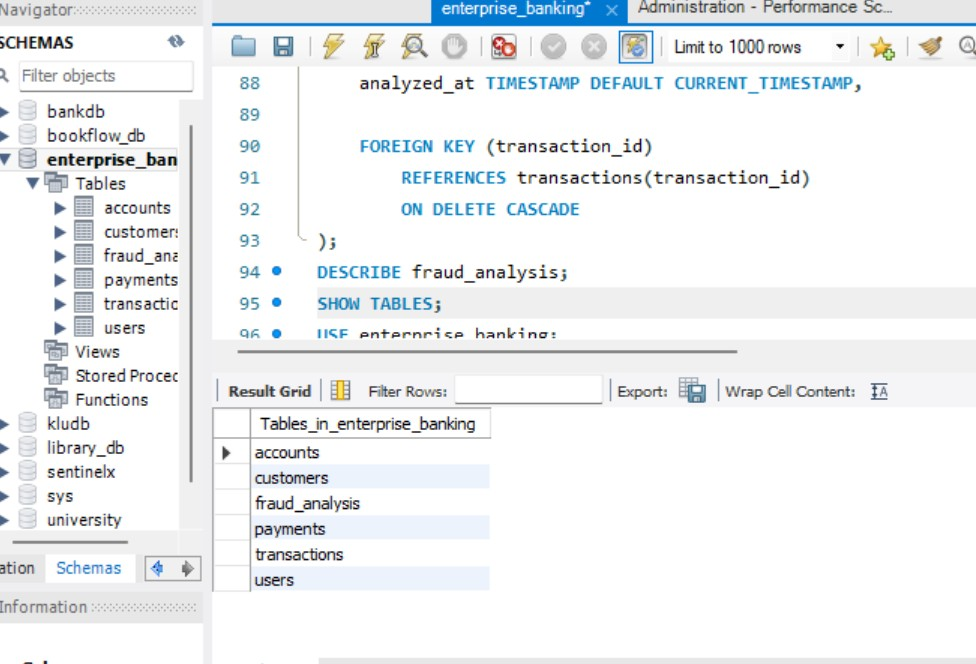 Navigator
SCHEMAS
Filter objects
bankdb
bookflow_db
enterprise_ban
Tables
accounts
customers
fraud_ana
payments
transactio
users
Views
Stored Proced
Functions
kludb
library_db
sentinelx
sys
university
ation Schemas
Information
enterprise_banking* Administration - Performance Sc...
Limit to 1000 rows
88 analyzed_at TIMESTAMP DEFAULT CURRENT_TIMESTAMP,
89
90 FOREIGN KEY (transaction_id)
91 REFERENCES transactions(transaction_id)
92 ON DELETE CASCADE
93 );
94 DESCRIBE fraud_analysis;
95 SHOW TABLES;
96 USE enterprise_banking;
Result Grid Filter Rows: Export: Wrap Cell Content:
Tables_in_enterprise_banking
accounts
customers
fraud_analysis
payments
transactions
users